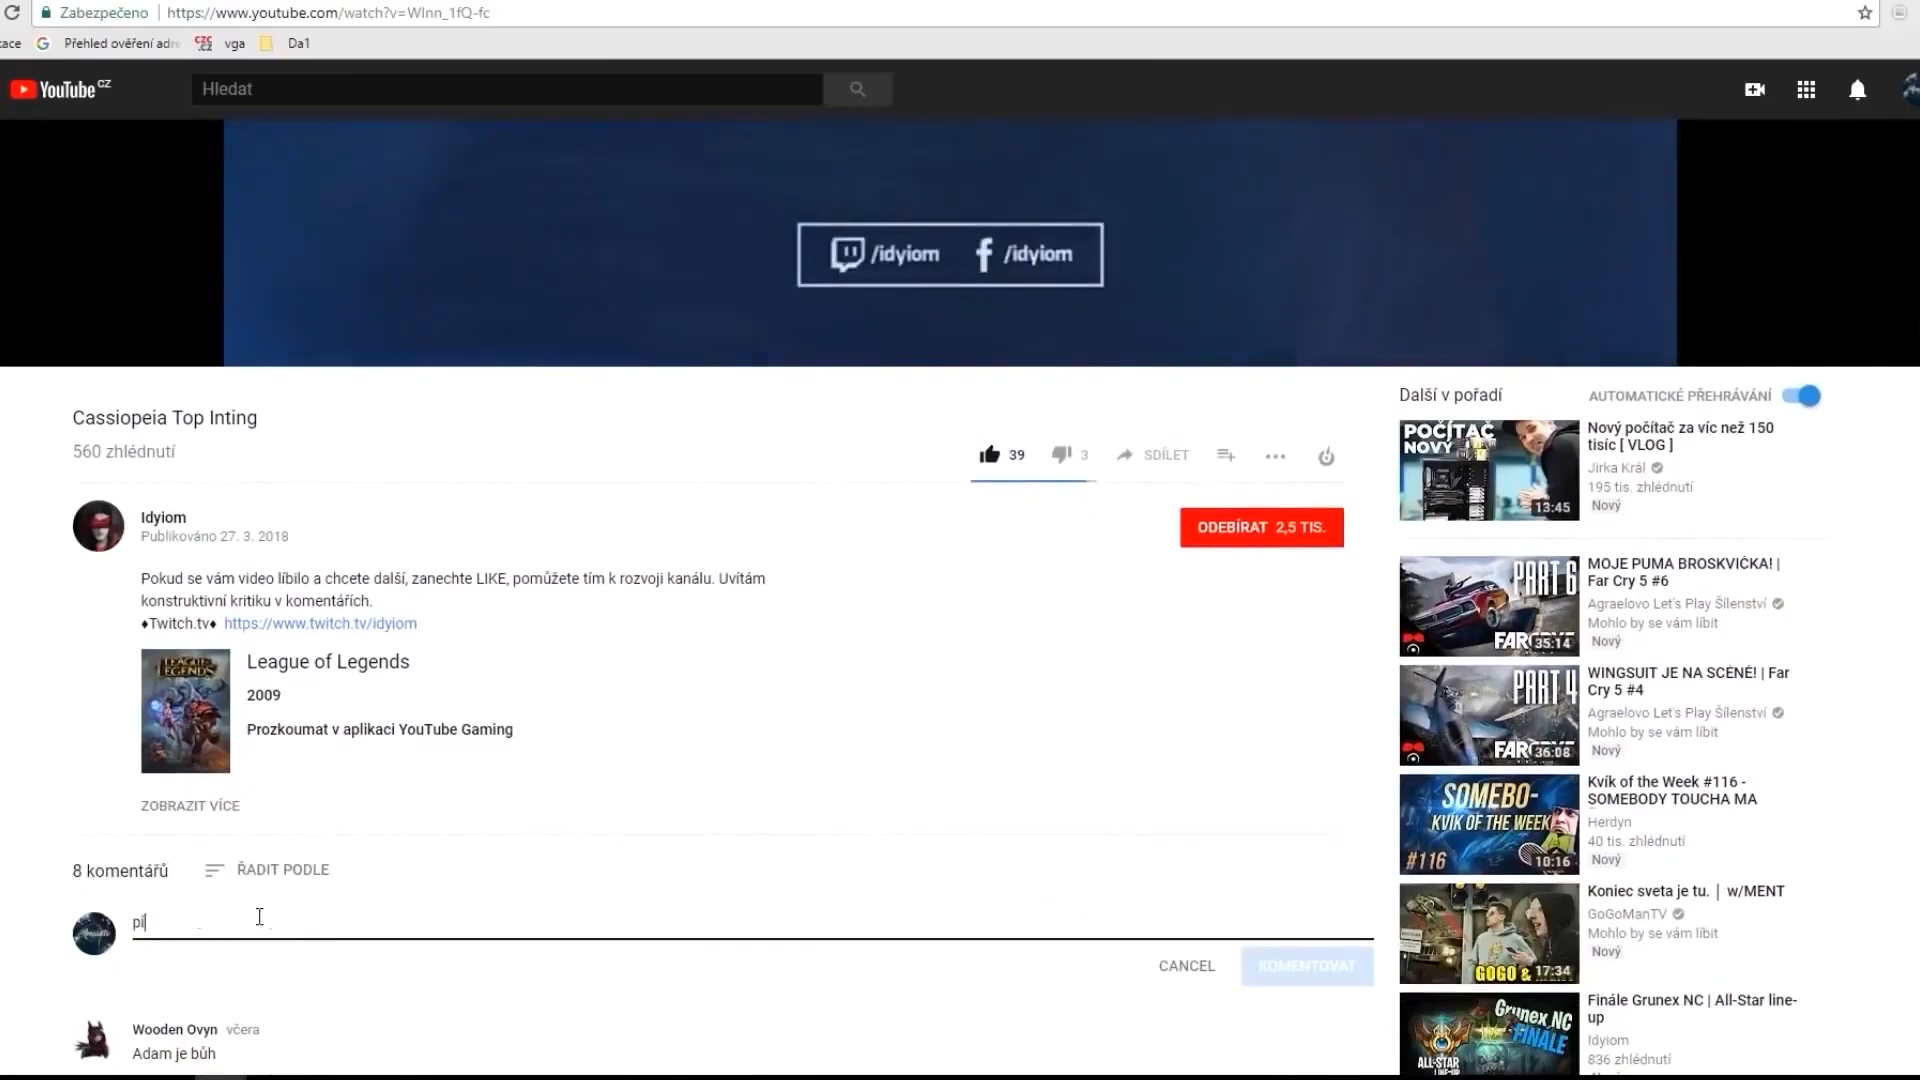 Zabezpečeno
https://www.youtube.com/watch?v=WInn_1fQ-fc
Přehled ověření adre
CZC
.CZ
vga
Da1
YouTube CZ
Hledat
/idyiom /idyiom
Cassiopeia Top Inting
560 zhlédnutí
39
3
SDÍLET
Idyiom
Publikováno 27. 3. 2018
ODEBÍRAT 2,5 TIS.
Pokud se vám video líbilo a chcete další, zanechte LIKE, pomůžete tím k rozvoji kanálu. Uvítám
konstruktivní kritiku v komentářích.
♦Twitch.tv♦ https://www.twitch.tv/idyiom
LEAGUE OF
LEGENDS
League of Legends
2009
Prozkoumat v aplikaci YouTube Gaming
ZOBRAZIT VÍCE
8 komentářů
ŘADIT PODLE
pi
CANCEL
KOMENTOVAT
Wooden Ovyn včera
Adam je bůh
Další v pořadí
AUTOMATICKÉ PŘEHRÁVÁNÍ
POČÍTAČ
NOVÝ
13:45
Nový počítač za víc než 150
tisíc [ VLOG ]
Jirka Král
195 tis. zhlédnutí
Nový
PART 6
35:14
MOJE PUMA BROSKVIČKA! |
Far Cry 5 #6
Agraelovo Let's Play Šílenství
Mohlo by se vám líbit
Nový
PART 4
36:08
WINGSUIT JE NA SCÉNĚ! | Far
Cry 5 #4
Agraelovo Let's Play Šílenství
Mohlo by se vám líbit
Nový
SOMEBO-
KVIK OF THE WEEK
#116
10:16
Kvík of the Week #116 -
SOMEBODY TOUCHA MA
Herdyn
40 tis. zhlédnutí
Nový
GOGO &
17:34
Koniec sveta je tu. | w/MENT
GoGoManTV
Mohlo by se vám líbit
Nový
Grunex NC
FINÁLE
ALL-STAR
LINE-UP
Finále Grunex NC | All-Star line-
up
Idyiom
836 zhlédnutí